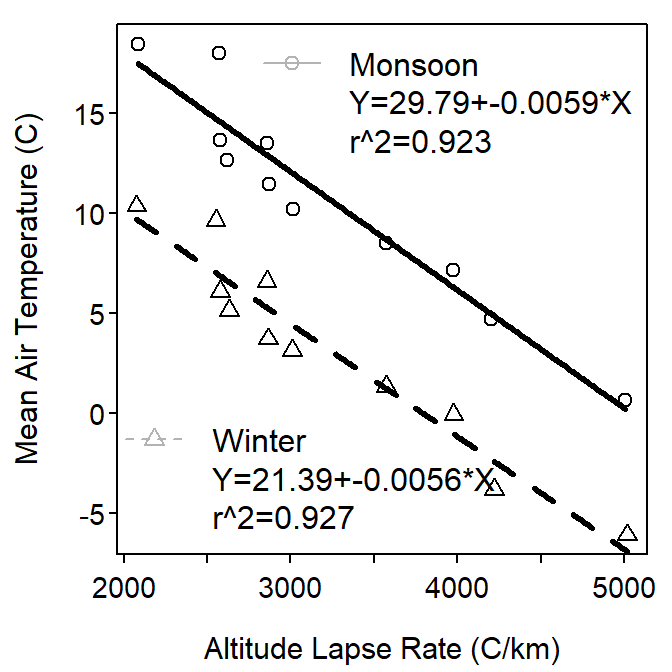 Monsoon
Y=29.79+-0.0059*X
r^2=0.923
15
10
5
0
-5
Mean Air Temperature (C)
Winter
Y=21.39+-0.0056*X
r^2=0.927
2000 3000 4000 5000
Altitude Lapse Rate (C/km)